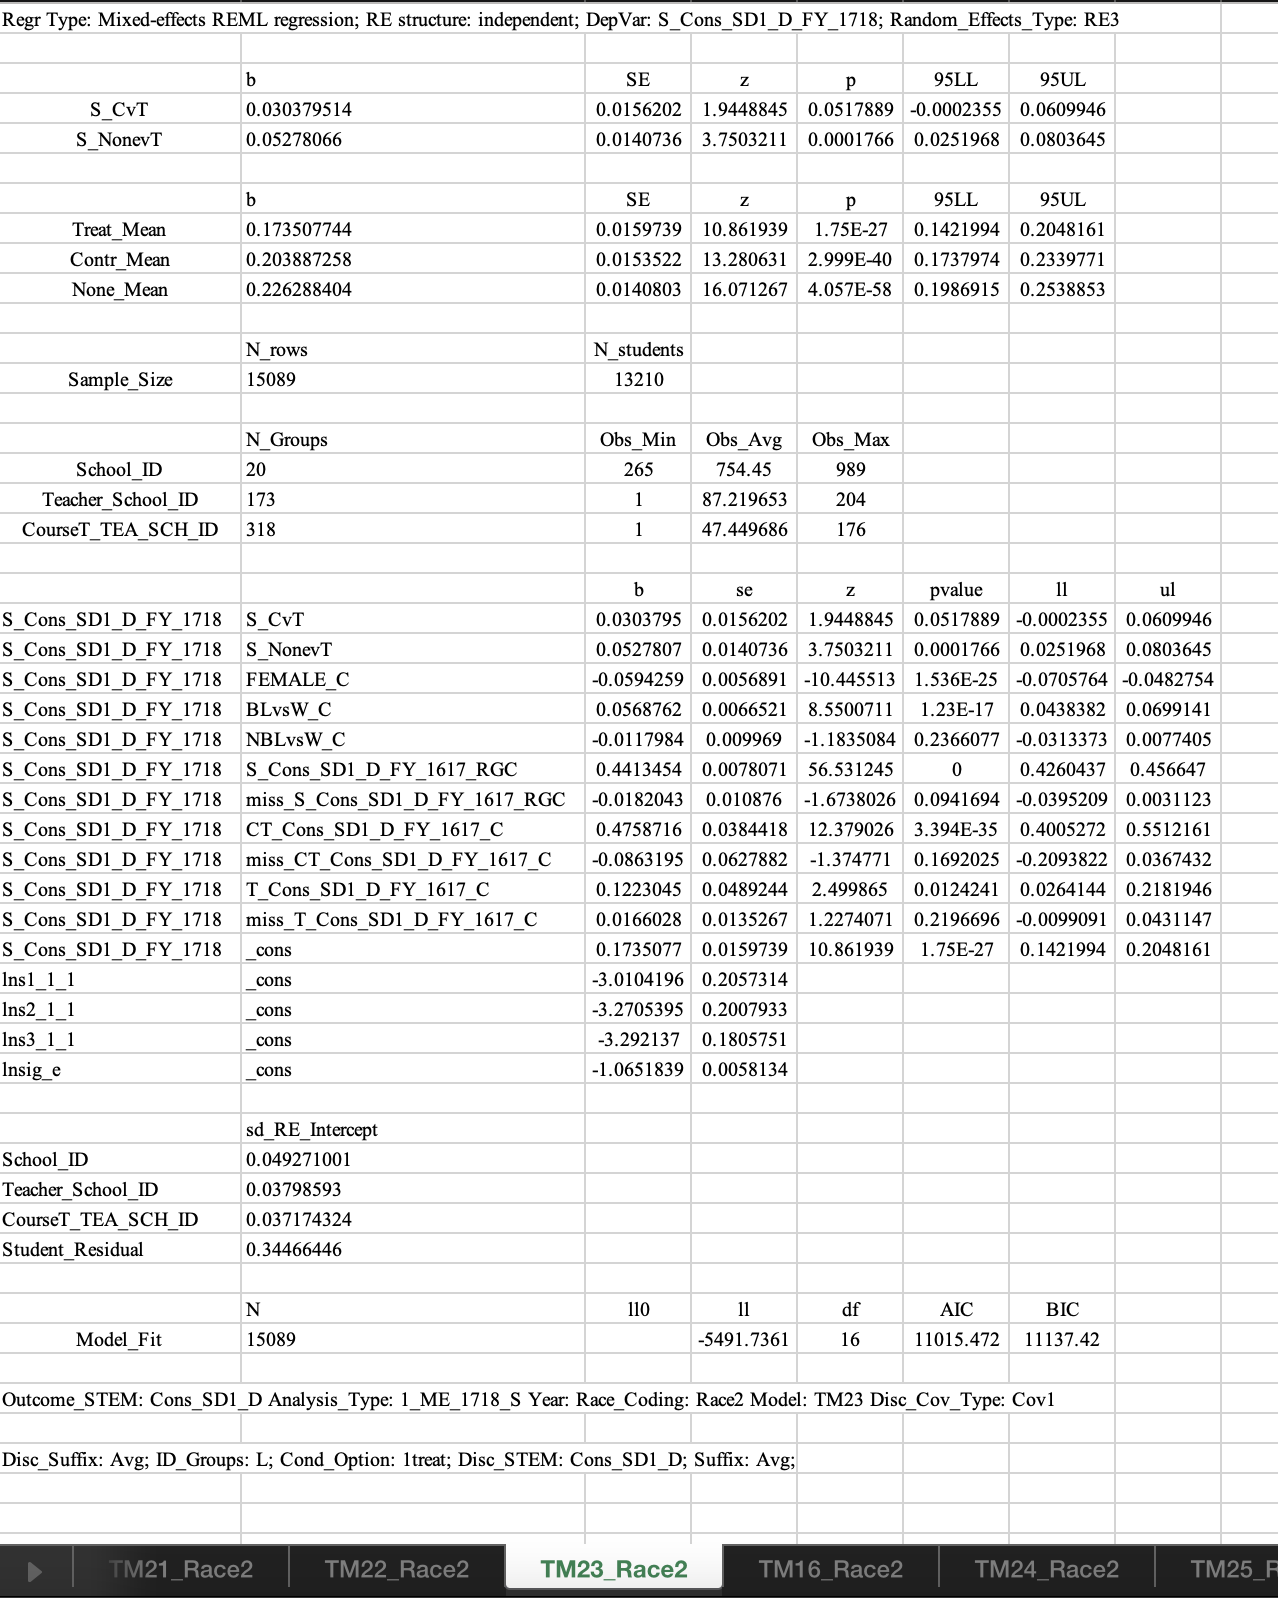 Regr Type: Mixed-effects REML regression; RE structure: independent; DepVar: S_Cons_SD1_D_FY_1718; Random_Effects_Type: RE3
b SE z p 95LL 95UL
S_CvT 0.030379514 0.0156202 1.9448845 0.0517889 -0.0002355 0.0609946
S_NonevT 0.05278066 0.0140736 3.7503211 0.0001766 0.0251968 0.0803645
b SE z p 95LL 95UL
Treat_Mean 0.173507744 0.0159739 10.861939 1.75E-27 0.1421994 0.2048161
Contr_Mean 0.203887258 0.0153522 13.280631 2.999E-40 0.1737974 0.2339771
None_Mean 0.226288404 0.0140803 16.071267 4.057E-58 0.1986915 0.2538853
N_rows N_students
Sample_Size 15089 13210
N_Groups Obs_Min Obs_Avg Obs_Max
School_ID 20 265 754.45 989
Teacher_School_ID 173 1 87.219653 204
CourseT_TEA_SCH_ID 318 1 47.449686 176
b se z pvalue ll ul
S_Cons_SD1_D_FY_1718 S_CvT 0.0303795 0.0156202 1.9448845 0.0517889 -0.0002355 0.0609946
S_Cons_SD1_D_FY_1718 S_NonevT 0.0527807 0.0140736 3.7503211 0.0001766 0.0251968 0.0803645
S_Cons_SD1_D_FY_1718 FEMALE_C -0.0594259 0.0056891 -10.445513 1.536E-25 -0.0705764 -0.0482754
S_Cons_SD1_D_FY_1718 BLvsW_C 0.0568762 0.0066521 8.5500711 1.23E-17 0.0438382 0.0699141
S_Cons_SD1_D_FY_1718 NBLvsW_C -0.0117984 0.009969 -1.1835084 0.2366077 -0.0313373 0.0077405
S_Cons_SD1_D_FY_1718 S_Cons_SD1_D_FY_1617_RGC 0.4413454 0.0078071 56.531245 0 0.4260437 0.456647
S_Cons_SD1_D_FY_1718 miss_S_Cons_SD1_D_FY_1617_RGC -0.0182043 0.010876 -1.6738026 0.0941694 -0.0395209 0.0031123
S_Cons_SD1_D_FY_1718 CT_Cons_SD1_D_FY_1617_C 0.4758716 0.0384418 12.379026 3.394E-35 0.4005272 0.5512161
S_Cons_SD1_D_FY_1718 miss_CT_Cons_SD1_D_FY_1617_C -0.0863195 0.0627882 -1.374771 0.1692025 -0.2093822 0.0367432
S_Cons_SD1_D_FY_1718 T_Cons_SD1_D_FY_1617_C 0.1223045 0.0489244 2.499865 0.0124241 0.0264144 0.2181946
S_Cons_SD1_D_FY_1718 miss_T_Cons_SD1_D_FY_1617_C 0.0166028 0.0135267 1.2274071 0.2196696 -0.0099091 0.0431147
S_Cons_SD1_D_FY_1718 _cons 0.1735077 0.0159739 10.861939 1.75E-27 0.1421994 0.2048161
lns1_1_1 _cons -3.0104196 0.2057314
lns2_1_1 _cons -3.2705395 0.2007933
lns3_1_1 _cons -3.292137 0.1805751
lnsig_e _cons -1.0651839 0.0058134
sd_RE_Intercept
School_ID 0.049271001
Teacher_School_ID 0.03798593
CourseT_TEA_SCH_ID 0.037174324
Student_Residual 0.34466446
N ll0 ll df AIC BIC
Model_Fit 15089 -5491.7361 16 11015.472 11137.42
Outcome_STEM: Cons_SD1_D Analysis_Type: 1_ME_1718_S Year: Race_Coding: Race2 Model: TM23 Disc_Cov_Type: Cov1
Disc_Suffix: Avg; ID_Groups: L; Cond_Option: 1treat; Disc_STEM: Cons_SD1_D; Suffix: Avg;
TM21_Race2 TM22_Race2 TM23_Race2 TM16_Race2 TM24_Race2 TM25_R